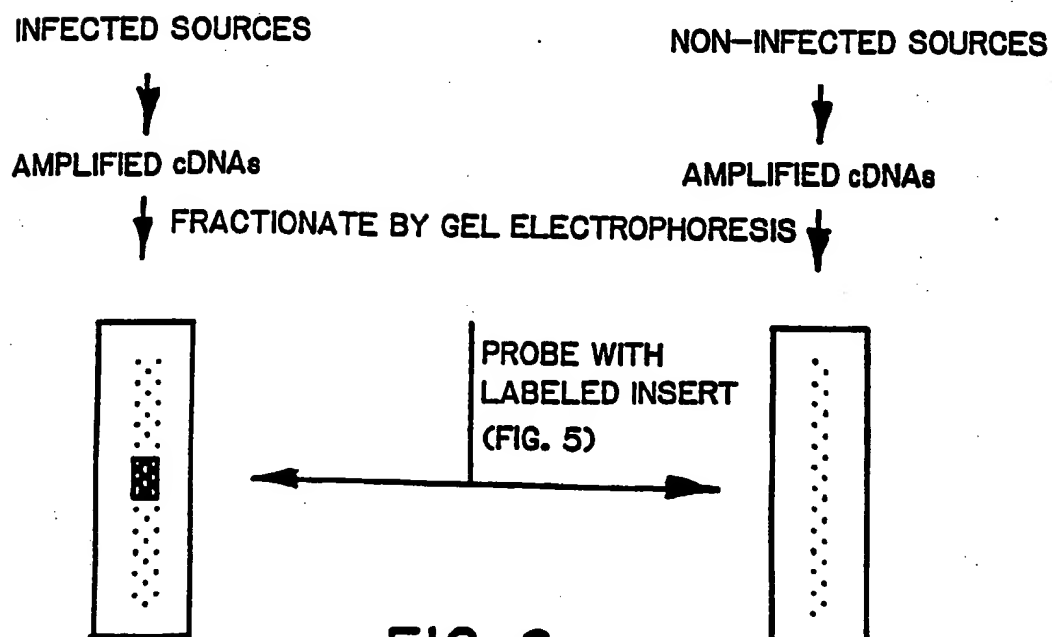 INFECTED SOURCES
NON-INFECTED SOURCES
AMPLIFIED cDNAs
AMPLIFIED cDNAs
FRACTIONATE BY GEL ELECTROPHORESIS
PROBE WITH
LABELED INSERT
(FIG. 5)